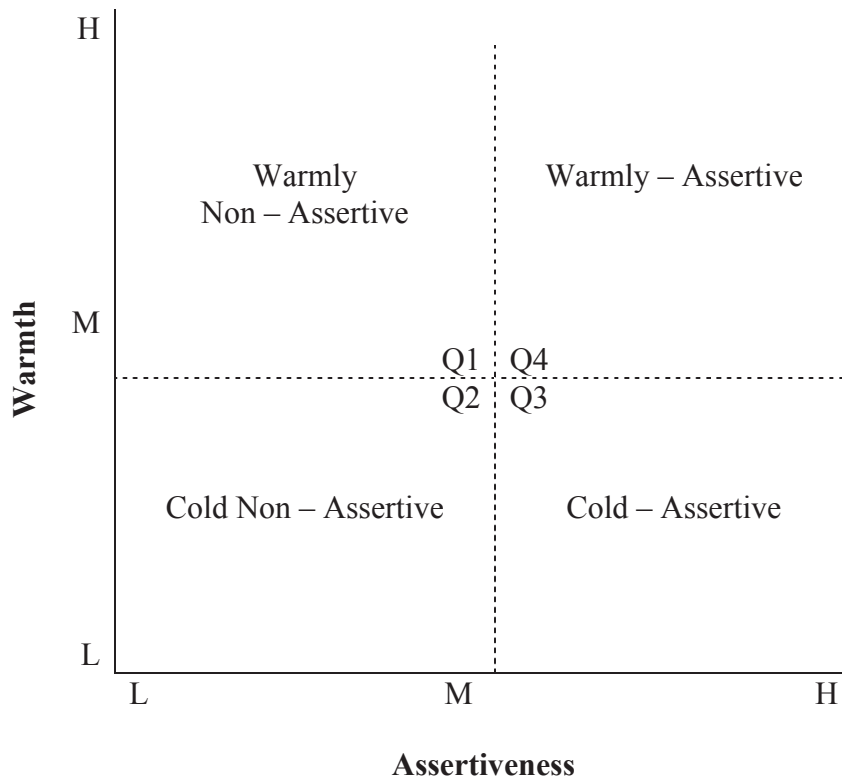 H
Warmly
Non – Assertive
Warmly – Assertive
Warmth
M
Q1 Q4
Q2 Q3
Cold Non – Assertive
Cold – Assertive
L
L M H
Assertiveness